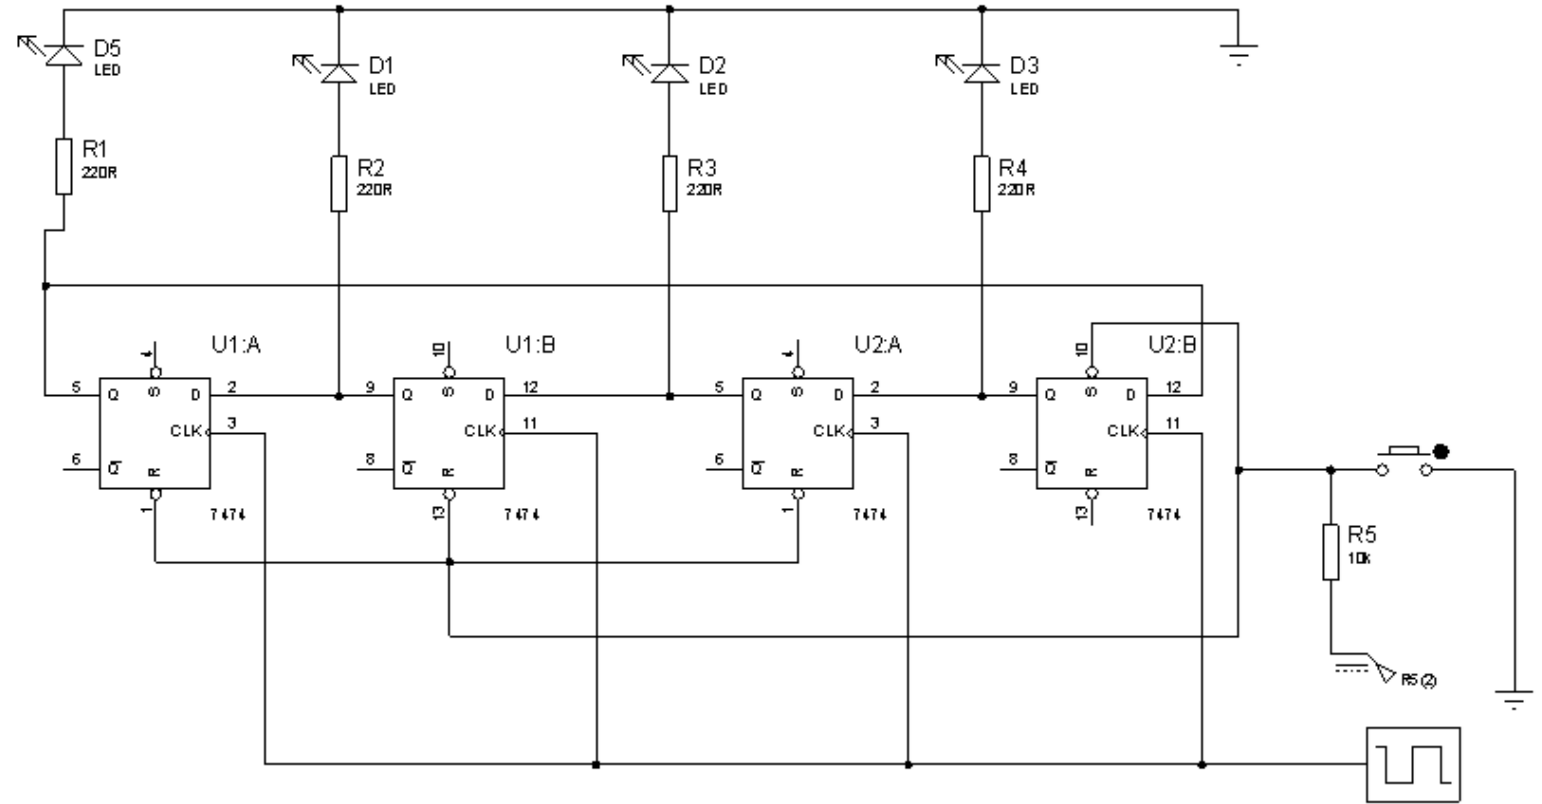 D5
LED
D1
LED
D2
LED
D3
LED
R1
220R
R2
220R
R3
220R
R4
220R
U1:A
U1:B
U2:A
U2:B
4
10
4
10
5
Q
S
D
2
9
Q
S
D
12
5
Q
S
D
2
9
Q
S
D
12
CLK
3
CLK
11
CLK
3
CLK
11
6
Q̅
R
8
Q̅
R
6
Q̅
R
8
Q̅
R
1
7474
13
7474
1
7474
13
7474
R5
10k
R5(2)